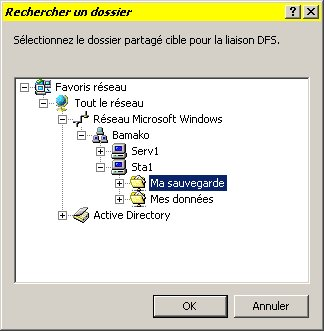 Rechercher un dossier
Sélectionnez le dossier partagé cible pour la liaison DFS.
Favoris réseau
Tout le réseau
Réseau Microsoft Windows
Bamako
Serv1
Sta1
Ma sauvegarde
Mes données
Active Directory
OK
Annuler